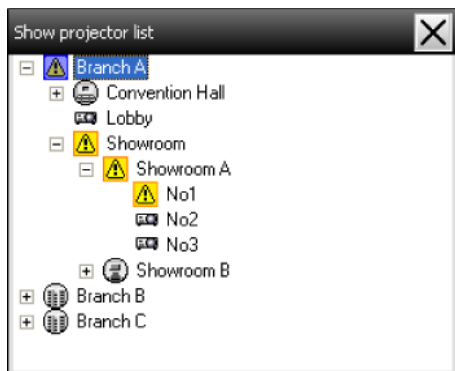 Show projector list
Branch A
Convention Hall
Lobby
Showroom
Showroom A
No1
No2
No3
Showroom B
Branch B
Branch C